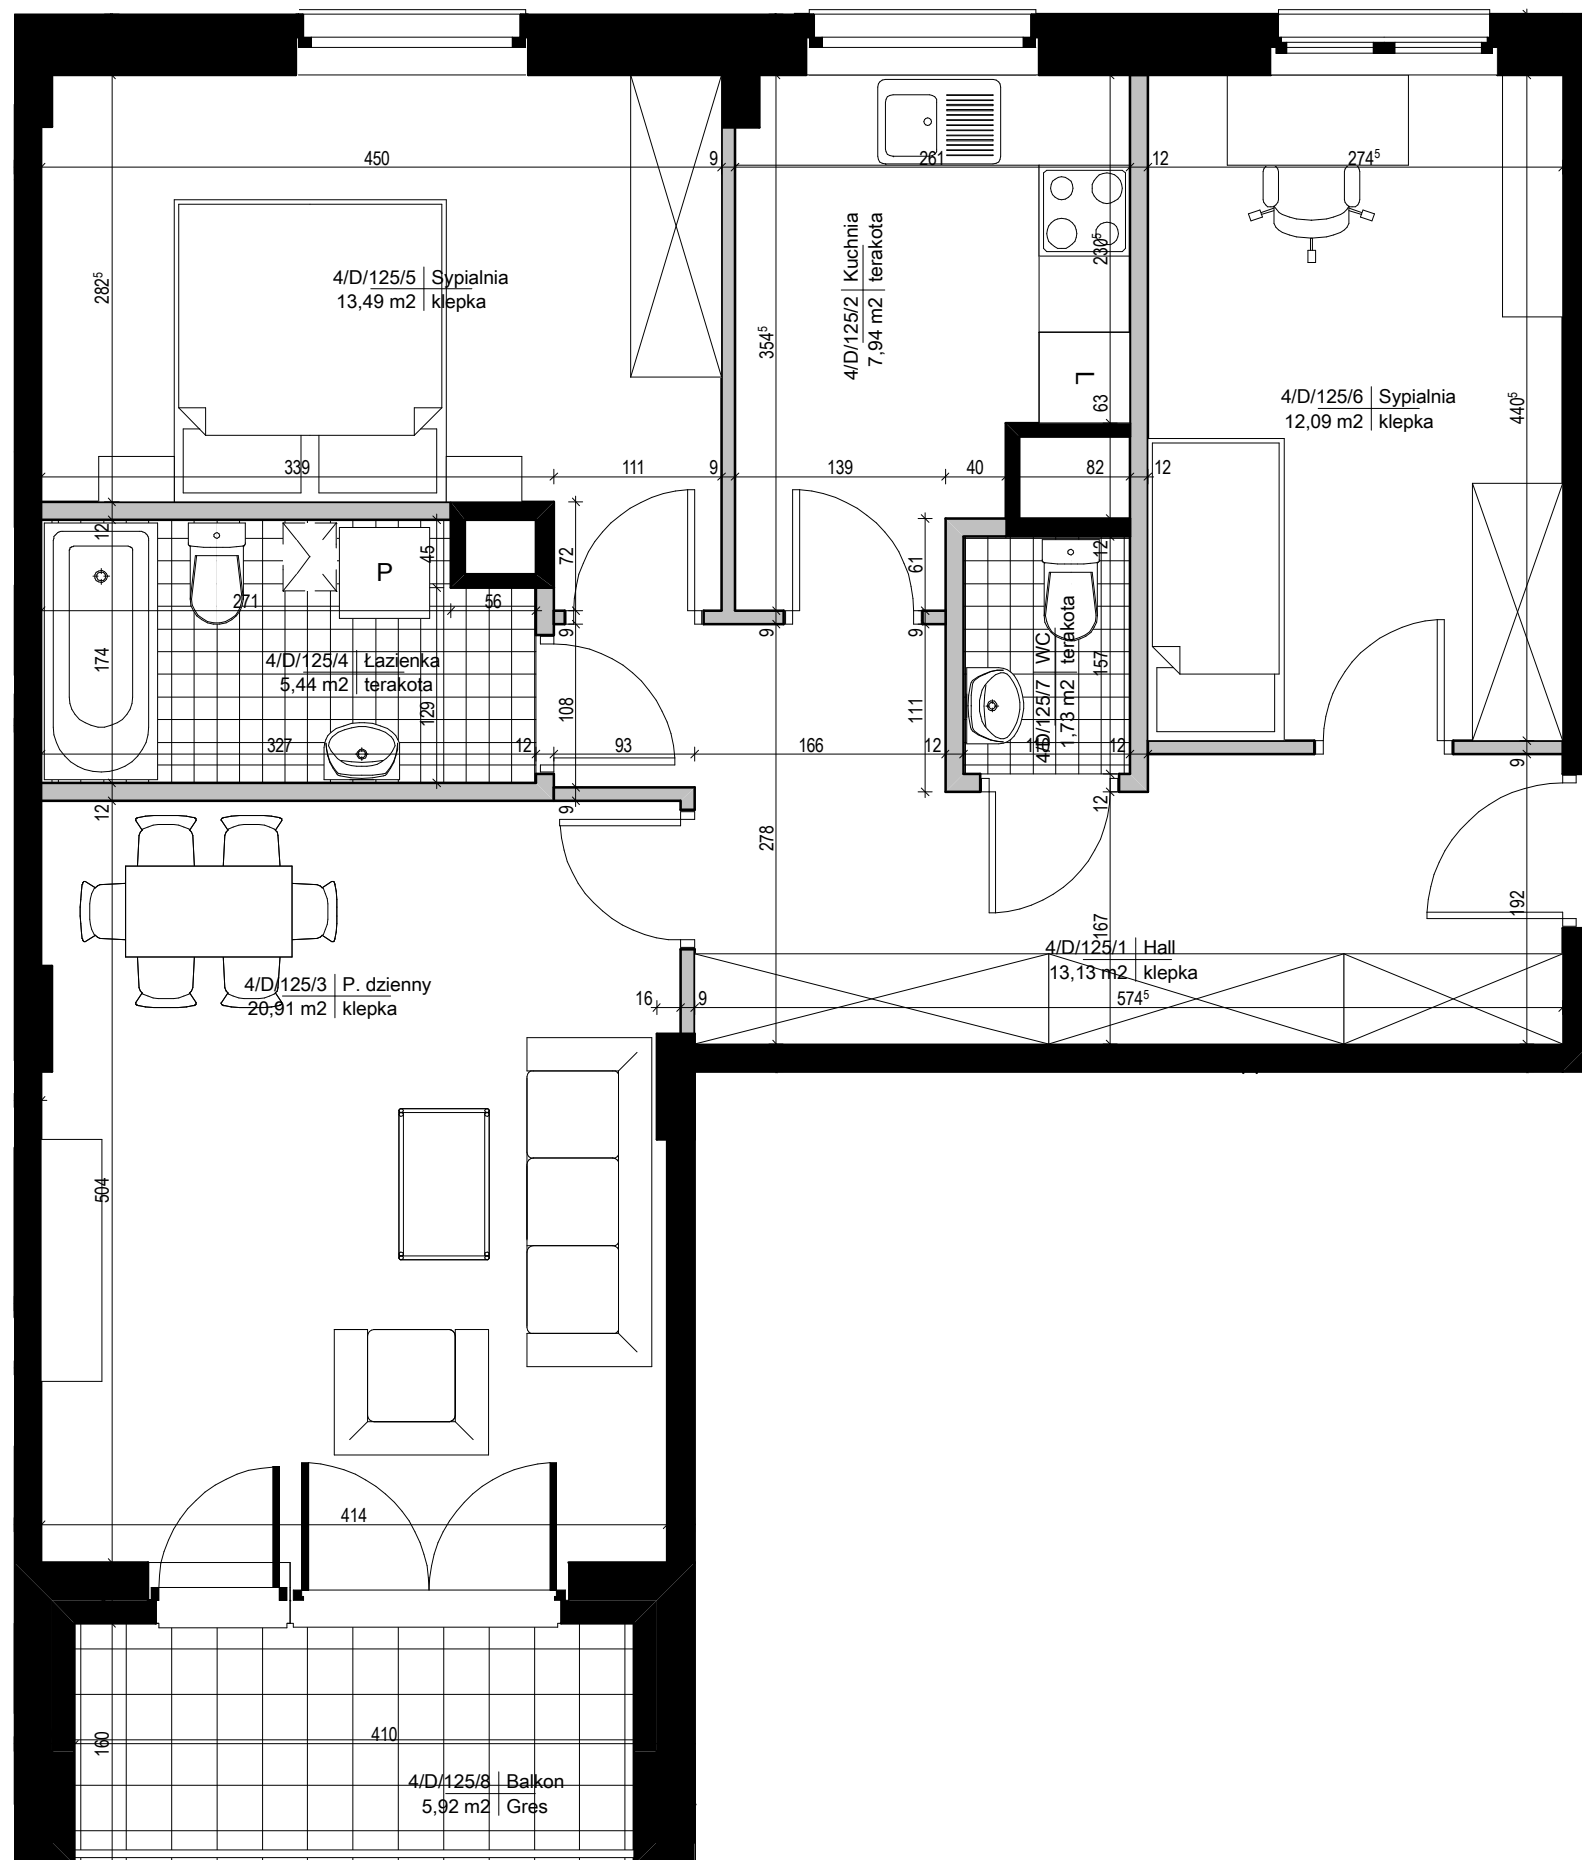 450
9
261
12
274⁵
282⁵
4/D/125/5 Sypialnia
13,49 m2 klepka
354⁵
4/D/125/2 Kuchnia
7,94 m2 terakota
230⁵
L
63
4/D/125/6 Sypialnia
12,09 m2 klepka
440⁵
339
111
9
139
40
82
12
12
45
P
72
61
12
271
56
9
9
9
174
4/D/125/4 Łazienka
5,44 m2 terakota
129
108
111
4/D/125/7 WC
1,73 m2 terakota
157
327
12
93
166
12
12
9
12
9
12
278
167
192
4/D/125/1 Hall
13,13 m2 klepka
4/D/125/3 P. dzienny
20,91 m2 klepka
16
9
574⁵
504
414
160
410
4/D/125/8 Balkon
5,92 m2 Gres